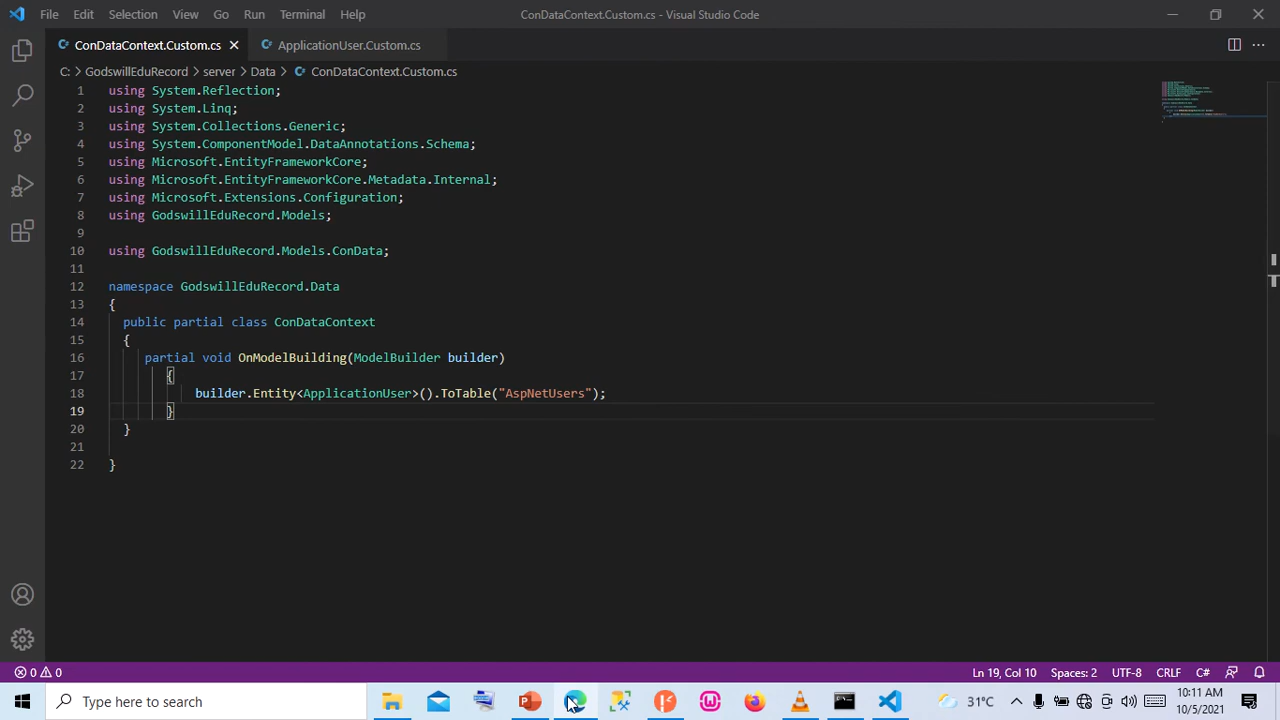 File Edit Selection View Go Run Terminal Help ConDataContext.Custom.cs - Visual Studio Code
ConDataContext.Custom.cs ApplicationUser.Custom.cs
C: > GodswillEduRecord > server > Data > ConDataContext.Custom.cs
1 using System.Reflection;
2 using System.Linq;
3 using System.Collections.Generic;
4 using System.ComponentModel.DataAnnotations.Schema;
5 using Microsoft.EntityFrameworkCore;
6 using Microsoft.EntityFrameworkCore.Metadata.Internal;
7 using Microsoft.Extensions.Configuration;
8 using GodswillEduRecord.Models;
9
10 using GodswillEduRecord.Models.ConData;
11
12 namespace GodswillEduRecord.Data
13 {
14 public partial class ConDataContext
15 {
16 partial void OnModelBuilding(ModelBuilder builder)
17 {
18 builder.Entity<ApplicationUser>().ToTable("AspNetUsers");
19 }
20 }
21
22 }
0 0 Ln 19, Col 10 Spaces: 2 UTF-8 CRLF C#
Type here to search 31°C 10:11 AM
10/5/2021